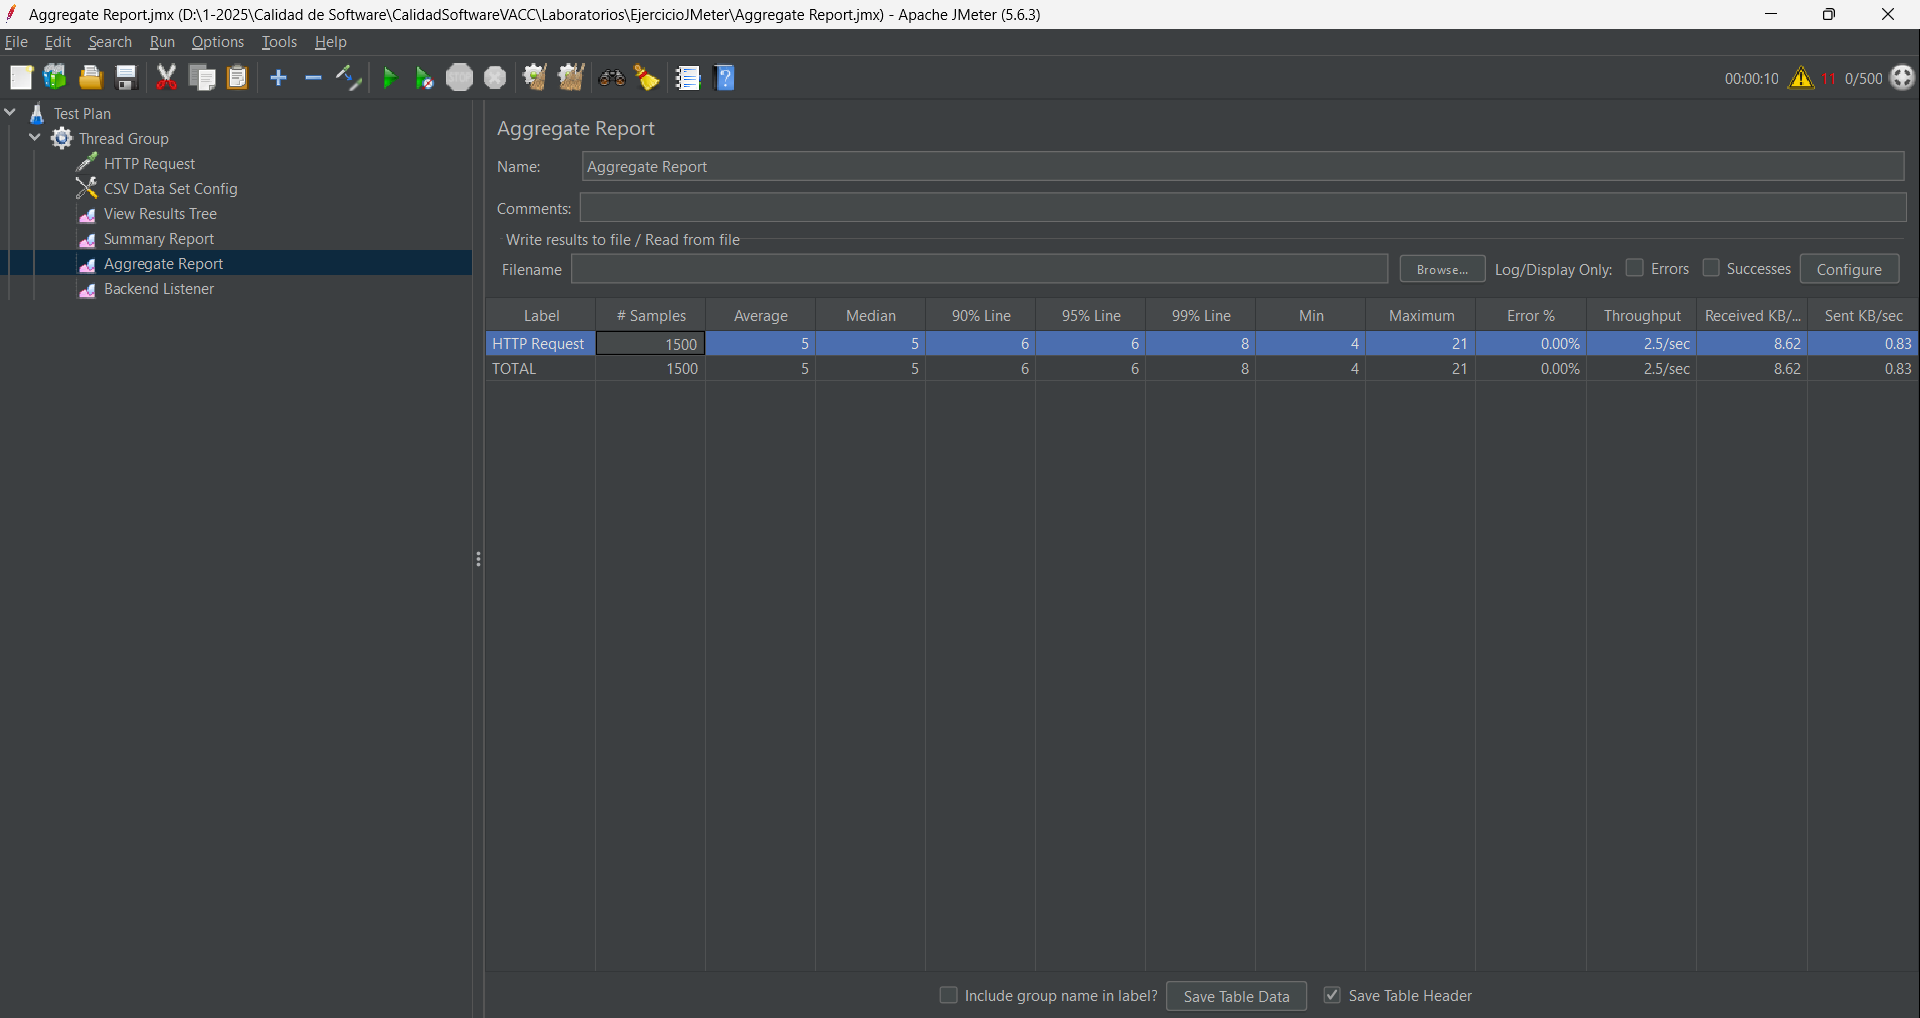 Aggregate Report.jmx (D:\1-2025\Calidad de Software\CalidadSoftwareVACC\Laboratorios\EjercicioJMeter\Aggregate Report.jmx) - Apache JMeter (5.6.3)
File Edit Search Run Options Tools Help
STOP
00:00:10 11 0/500
Test Plan
Thread Group
HTTP Request
CSV Data Set Config
View Results Tree
Summary Report
Aggregate Report
Backend Listener
Aggregate Report
Name: Aggregate Report
Comments:
Write results to file / Read from file
Filename Browse... Log/Display Only: Errors Successes Configure
Label # Samples Average Median 90% Line 95% Line 99% Line Min Maximum Error % Throughput Received KB/... Sent KB/sec
HTTP Request 1500 5 5 6 6 8 4 21 0.00% 2.5/sec 8.62 0.83
TOTAL 1500 5 5 6 6 8 4 21 0.00% 2.5/sec 8.62 0.83
Include group name in label? Save Table Data Save Table Header